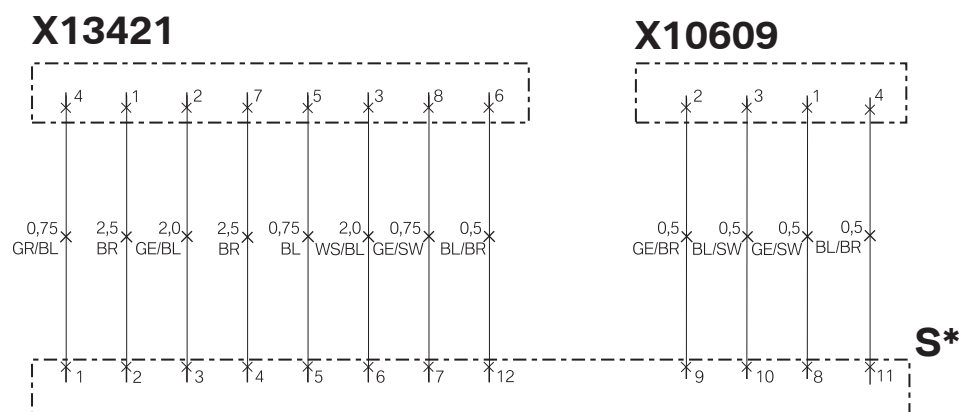 X13421 X10609
4 1 2 7 5 3 8 6 2 3 1 4
0,75 2,5 2,0 2,5 0,75 2,0 0,75 0,5 0,5 0,5 0,5 0,5
GR/BL BR GE/BL BR BL WS/BL GE/SW BL/BR GE/BR BL/SW GE/SW BL/BR
S*
1 2 3 4 5 6 7 12 9 10 8 11